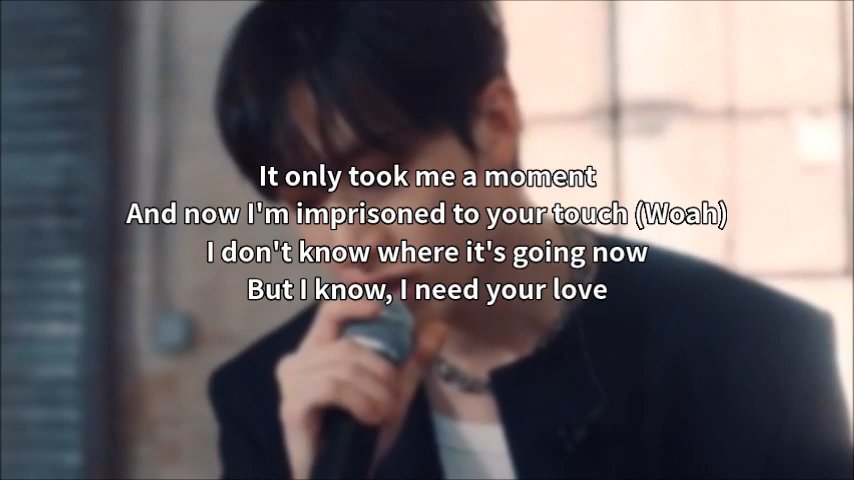 It only took me a moment
And now I'm imprisoned to your touch (Woah)
I don't know where it's going now
But I know, I need your love